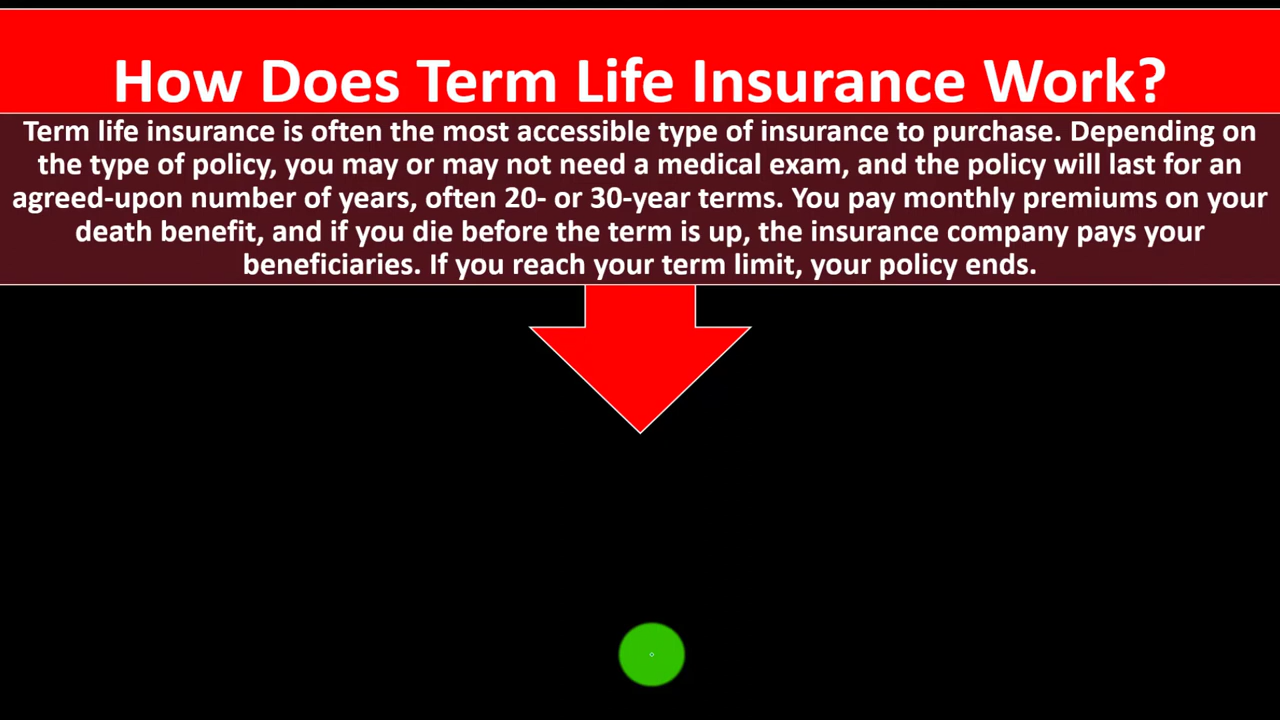 How Does Term Life Insurance Work?
Term life insurance is often the most accessible type of insurance to purchase. Depending on
the type of policy, you may or may not need a medical exam, and the policy will last for an
agreed-upon number of years, often 20- or 30-year terms. You pay monthly premiums on your
death benefit, and if you die before the term is up, the insurance company pays your
beneficiaries. If you reach your term limit, your policy ends.